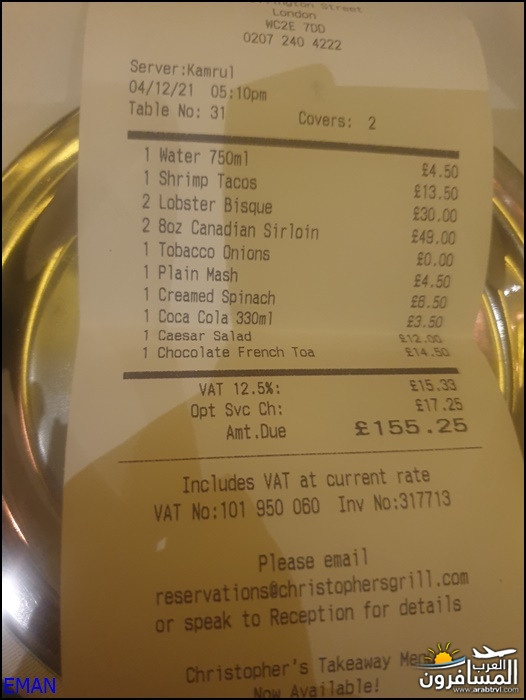 Street
London
WC2E 7DD
0207 240 4222
Server:Kamrul
04/12/21 05:10pm
Table No: 31 Covers: 2
1 Water 750ml £4.50
1 Shrimp Tacos £13.50
2 Lobster Bisque £30.00
2 8oz Canadian Sirloin £49.00
1 Tobacco Onions £0.00
1 Plain Mash £4.50
1 Creamed Spinach £6.50
1 Coca Cola 330ml £3.50
1 Caesar Salad £12.00
1 Chocolate French Toa £14.50
VAT 12.5%: £15.33
Opt Svc Ch: £17.25
Amt.Due £155.25
Includes VAT at current rate
VAT No:101 950 060 Inv No:317713
Please email
reservations@christophersgrill.com
or speak to Reception for details
Christopher's Takeaway
Now Available!
EMAN
العرب
المسافرون
www.arabtrvl.com